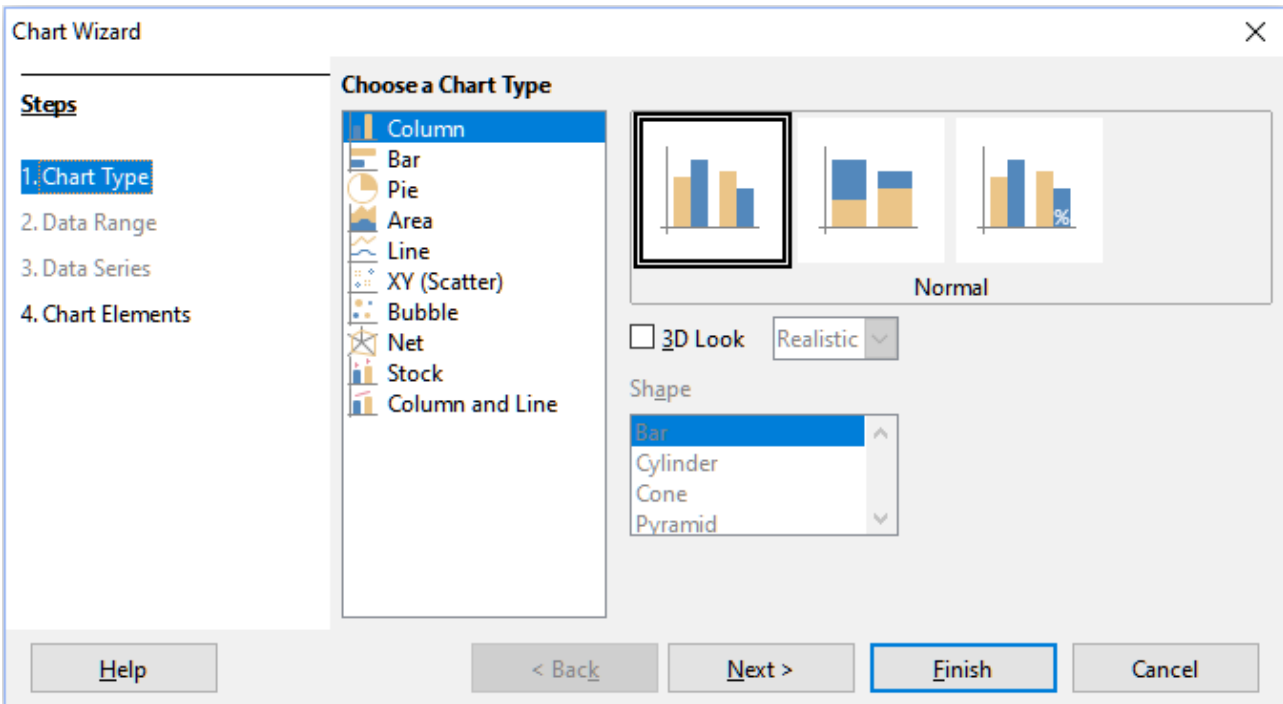 Chart Wizard
Steps
1. Chart Type
2. Data Range
3. Data Series
4. Chart Elements
Choose a Chart Type
Column
Bar
Pie
Area
Line
XY (Scatter)
Bubble
Net
Stock
Column and Line
%
Normal
3D Look
Realistic
Shape
Bar
Cylinder
Cone
Pyramid
Help
< Back
Next >
Finish
Cancel